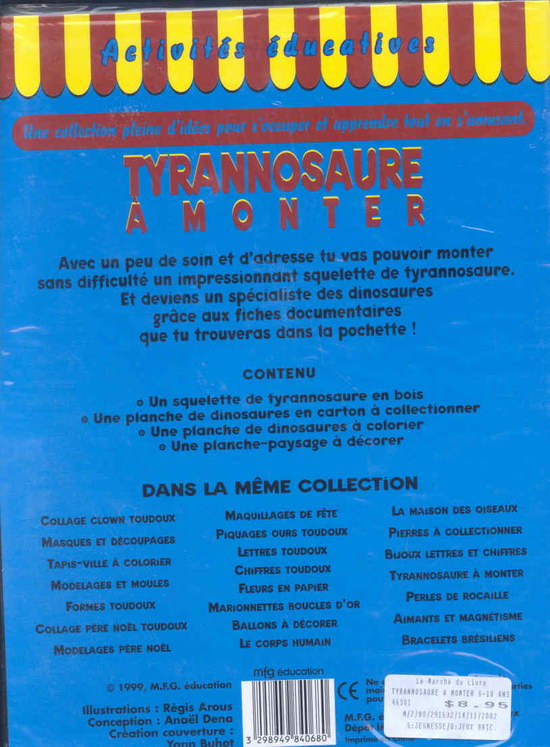 Activités éducatives
Une collection pleine d'idées pour s'occuper et apprendre tout en s'amusant.
TYRANNOSAURE
À MONTER
Avec un peu de soin et d'adresse tu vas pouvoir monter
sans difficulté un impressionnant squelette de tyrannosaure.
Et deviens un spécialiste des dinosaures
grâce aux fiches documentaires
que tu trouveras dans la pochette !
CONTENU
Un squelette de tyrannosaure en bois
Une planche de dinosaures en carton à collectionner
Une planche de dinosaures à colorier
Une planche-paysage à décorer
DANS LA MÊME COLLECTION
COLLAGE CLOWN TOUDOUX
MASQUES ET DÉCOUPAGES
TAPIS-VILLE À COLORIER
MODELAGES ET MOULES
FORMES TOUDOUX
COLLAGE PÈRE NOËL TOUDOUX
MODELAGES PÈRE NOËL
MAQUILLAGES DE FÊTE
PIQUAGES OURS TOUDOUX
LETTRES TOUDOUX
CHIFFRES TOUDOUX
FLEURS EN PAPIER
MARIONNETTES BOUCLES D'OR
BALLONS À DÉCORER
LE CORPS HUMAIN
LA MAISON DES OISEAUX
PIERRES À COLLECTIONNER
BIJOUX LETTRES ET CHIFFRES
TYRANNOSAURE À MONTER
PERLES DE ROCAILLE
AIMANTS ET MAGNÉTISME
BRACELETS BRÉSILIENS
© 1999, M.F.G. éducation
Illustrations : Régis Arous
Conception : Anaël Dena
Création couverture :
Yann Buhot
mfg éducation
3 298949 840680
CE
Ne
M.F.G.
Dépôt
Le Marché du Livre
TYRANNOSAURE A MONTER 6-10 ANS
46301
$8.95